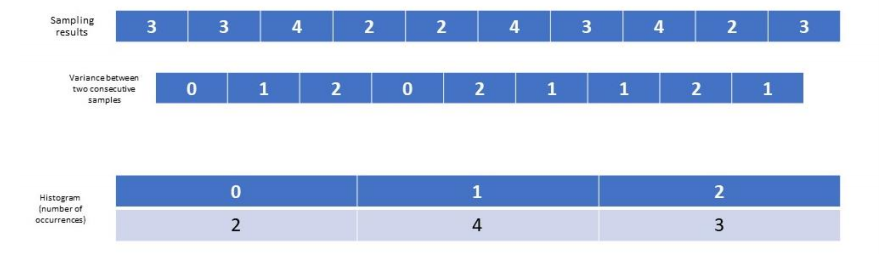 Sampling results
3 3 4 2 2 4 3 4 2 3
Variance between two consecutive samples
0 1 2 0 2 1 1 2 1
Histogram (number of occurrences)
0 1 2
2 4 3